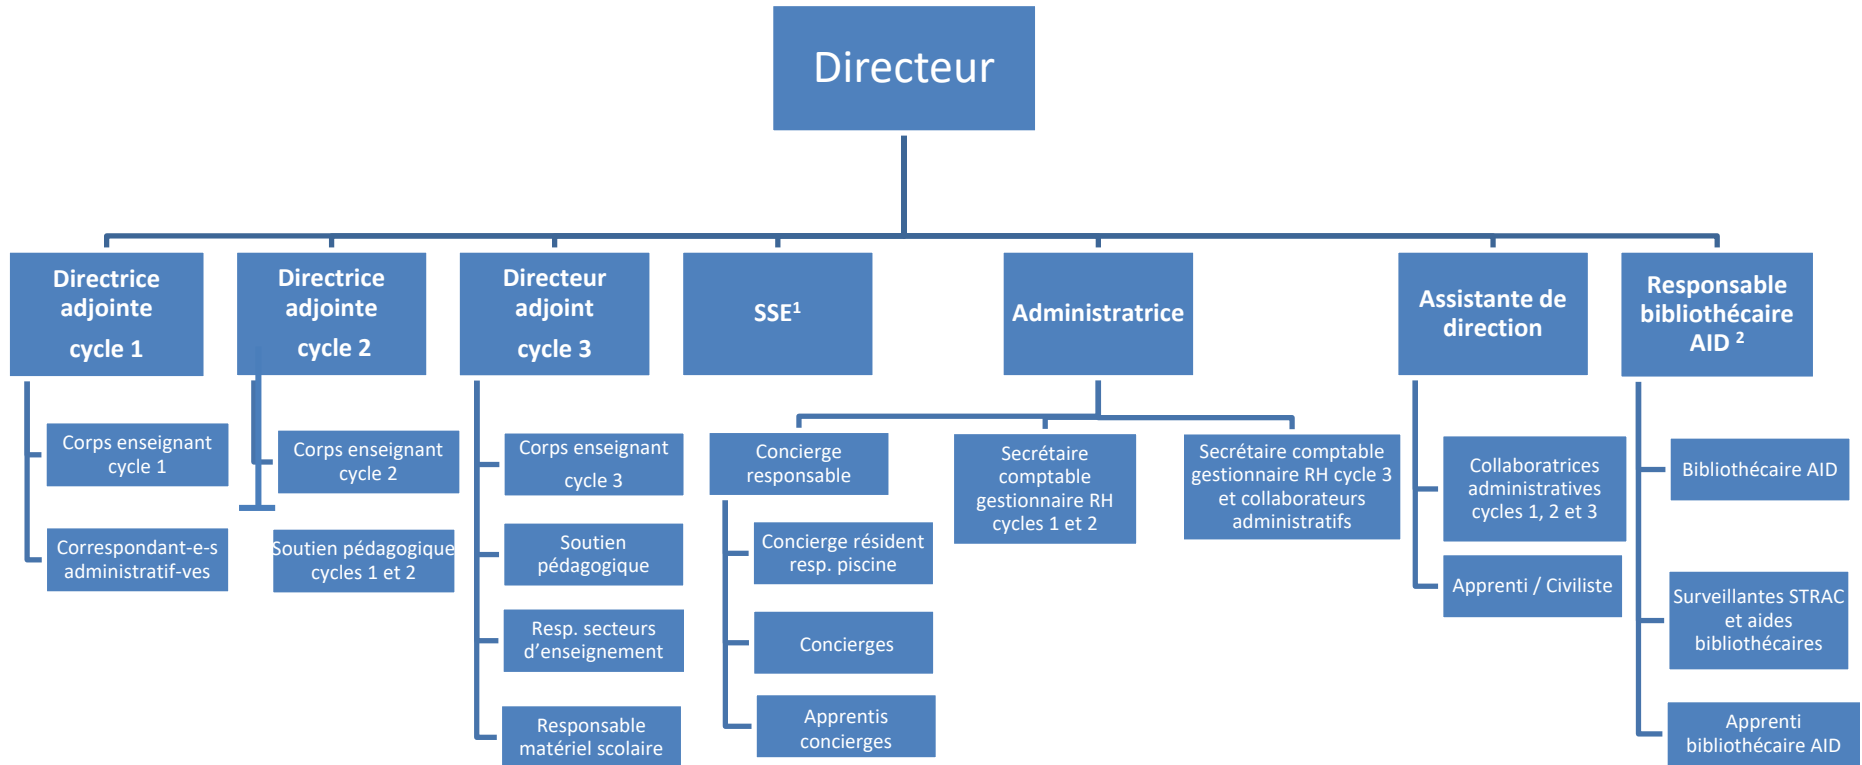 Directeur
Directrice
adjointe
cycle 1
Directrice
adjointe
cycle 2
Directeur
adjoint
cycle 3
SSE¹
Administratrice
Assistante de
direction
Responsable
bibliothécaire
AID ²
Corps enseignant
cycle 1
Correspondant-e-s
administratif-ves
Corps enseignant
cycle 2
Soutien pédagogique
cycles 1 et 2
Corps enseignant
cycle 3
Soutien
pédagogique
Resp. secteurs
d’enseignement
Responsable
matériel scolaire
Concierge
responsable
Concierge résident
resp. piscine
Concierges
Apprentis
concierges
Secrétaire
comptable
gestionnaire RH
cycles 1 et 2
Secrétaire comptable
gestionnaire RH cycle 3
et collaborateurs
administratifs
Collaboratrices
administratives
cycles 1, 2 et 3
Apprenti / Civiliste
Bibliothécaire AID
Surveillantes STRAC
et aides
bibliothécaires
Apprenti
bibliothécaire AID